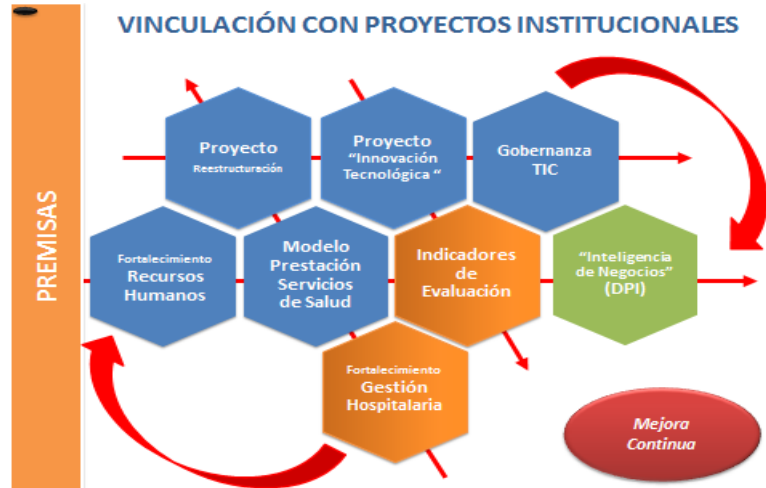 VINCULACIÓN CON PROYECTOS INSTITUCIONALES
PREMISAS
Proyecto
Reestructuración
Proyecto
“Innovación
Tecnológica “
Gobernanza
TIC
Fortalecimiento
Recursos
Humanos
Modelo
Prestación
Servicios
de Salud
Indicadores
de
Evaluación
“Inteligencia
de Negocios”
(DPI)
Fortalecimiento
Gestión
Hospitalaria
Mejora
Continua